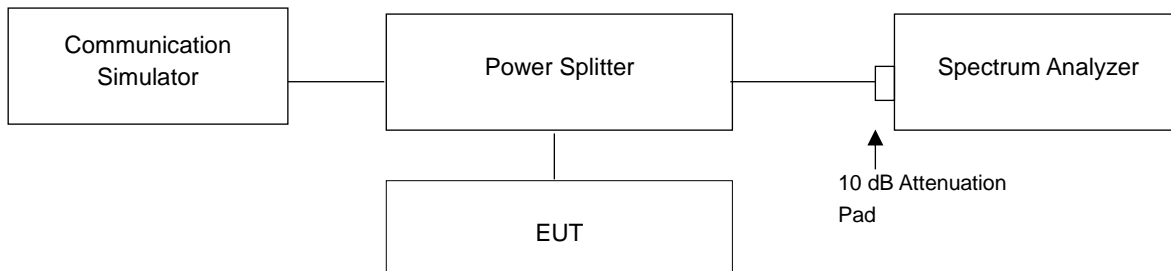 Communication
Simulator
Power Splitter
Spectrum Analyzer
10 dB Attenuation
Pad
EUT